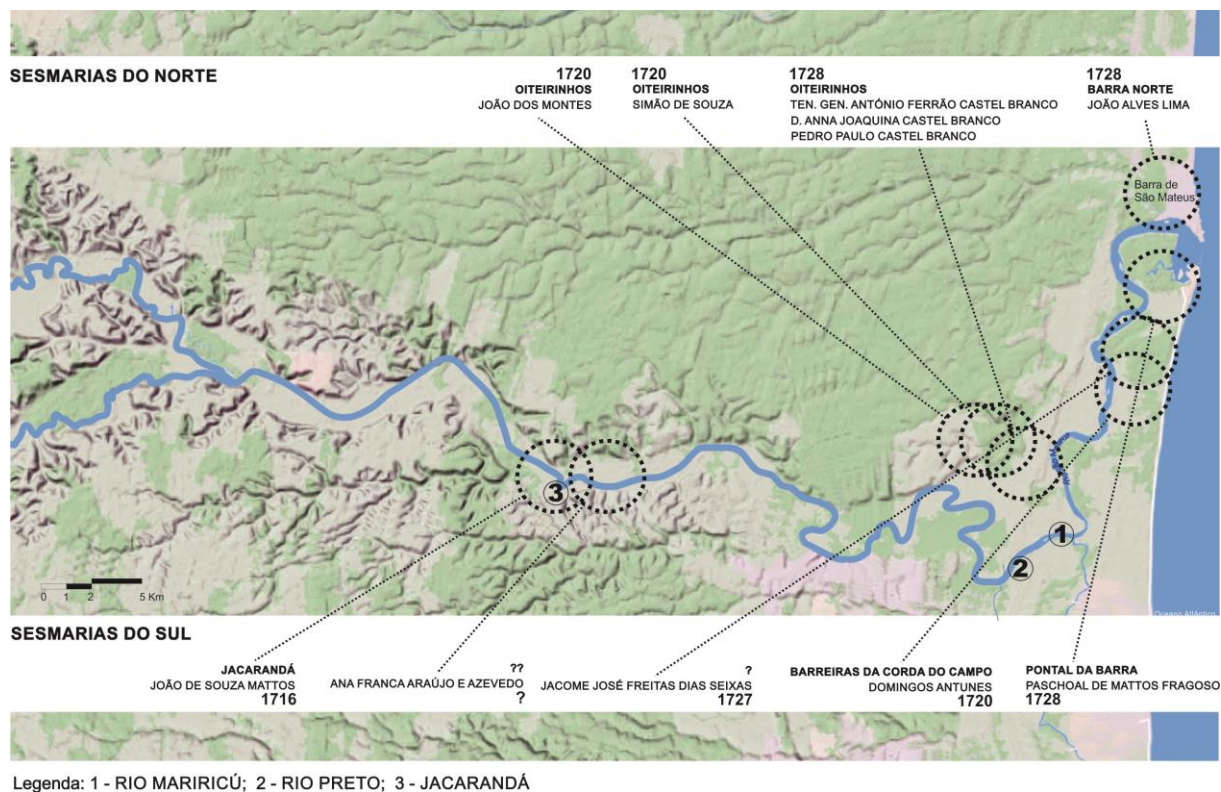 SESMARIAS DO NORTE
1720
OITEIRINHOS
JOÃO DOS MONTES
1720
OITEIRINHOS
SIMÃO DE SOUZA
1728
OITEIRINHOS
TEN. GEN. ANTÓNIO FERRÃO CASTEL BRANCO
D. ANNA JOAQUINA CASTEL BRANCO
PEDRO PAULO CASTEL BRANCO
1728
BARRA NORTE
JOÃO ALVES LIMA
Barra de
São Mateus
3
1
2
0 1 2 5 Km
Oceano Atlântico
SESMARIAS DO SUL
JACARANDÁ
JOÃO DE SOUZA MATTOS
1716
??
ANA FRANCA ARAÚJO E AZEVEDO
?
?
JACOME JOSÉ FREITAS DIAS SEIXAS
1727
BARREIRAS DA CORDA DO CAMPO
DOMINGOS ANTUNES
1720
PONTAL DA BARRA
PASCHOAL DE MATTOS FRAGOSO
1728
Legenda: 1 - RIO MARIRICÚ; 2 - RIO PRETO; 3 - JACARANDÁ